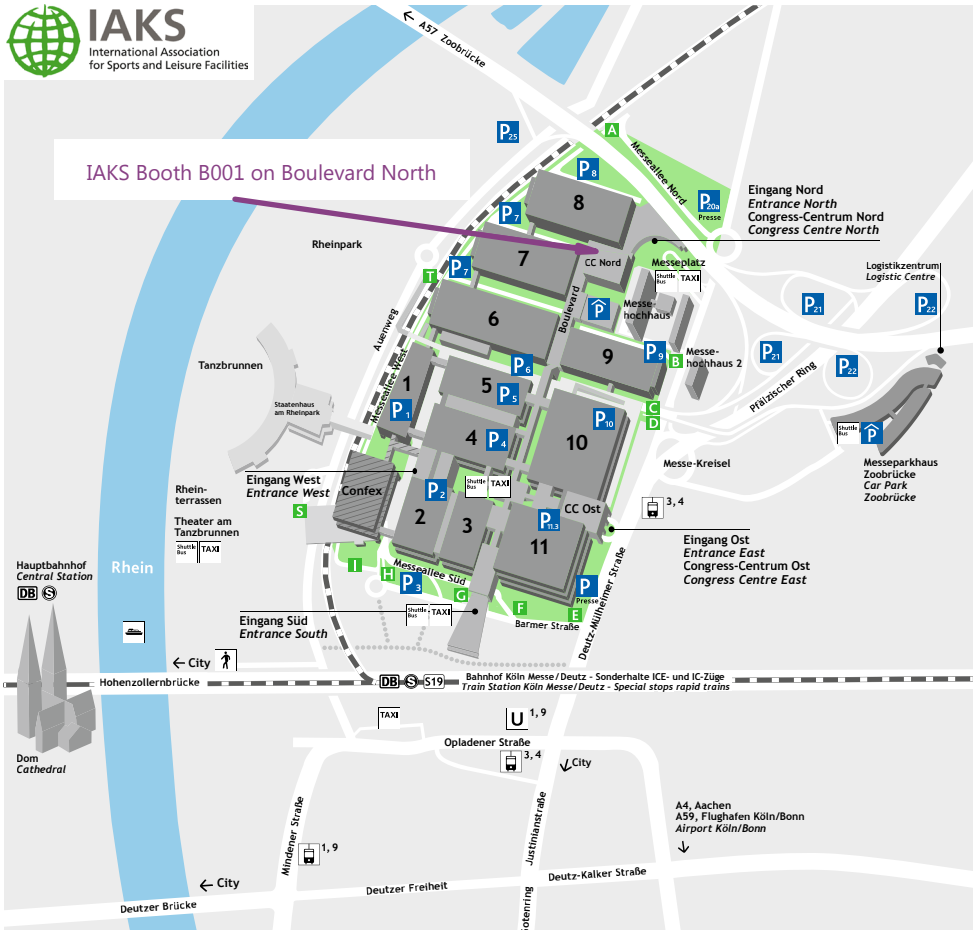 IAKS
International Association
for Sports and Leisure Facilities
A57 Zoobrücke
P25
A
IAKS Booth B001 on Boulevard North
P8
Messeallee Nord
8
P20a
Presse
Eingang Nord
Entrance North
Congress-Centrum Nord
Congress Centre North
P7
Rheinpark
7
P7
T
CC Nord
Messeplatz
Shuttle
Bus
TAXI
Logistikzentrum
Logistic Centre
Boulevard
P
Messe-
hochhaus
P21
P22
6
Auenweg
9
P9
B
Messe-
hochhaus 2
P21
P22
Tanzbrunnen
Messeallee West
1
P6
5
P5
Pfälzischer Ring
Staatenhaus
am Rheinpark
P1
C
D
P10
4
P4
10
Shuttle
Bus
P
Messeparkhaus
Zoobrücke
Car Park
Zoobrücke
Messe-Kreisel
Eingang West
Entrance West
Confex
P2
Shuttle
Bus
TAXI
Rhein-
terrassen
S
3, 4
CC Ost
2
3
P11.3
11
Theater am
Tanzbrunnen
Shuttle
Bus
TAXI
Eingang Ost
Entrance East
Congress-Centrum Ost
Congress Centre East
Hauptbahnhof
Central Station
DB
S
Rhein
I
H
Messeallee Süd
P3
G
P
Presse
F
E
Shuttle
Bus
TAXI
Eingang Süd
Entrance South
Barmer Straße
Deutz-Mülheimer Straße
City
Hohenzollernbrücke
DB
S
S19
Bahnhof Köln Messe/Deutz - Sonderhalte ICE- und IC-Züge
Train Station Köln Messe/Deutz - Special stops rapid trains
TAXI
U
1, 9
Opladener Straße
3, 4
City
Dom
Cathedral
Mindener Straße
1, 9
Justinianstraße
A4, Aachen
A59, Flughafen Köln/Bonn
Airport Köln/Bonn
City
Deutzer Brücke
Deutzer Freiheit
Deutz-Kalker Straße